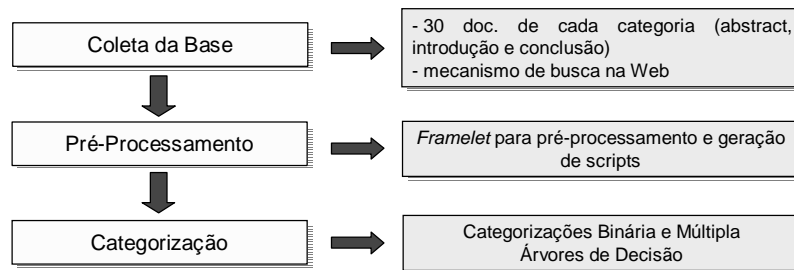 Coleta da Base
- 30 doc. de cada categoria (abstract,
introdução e conclusão)
- mecanismo de busca na Web
Pré-Processamento
Framelet para pré-processamento e geração
de scripts
Categorização
Categorizações Binária e Múltipla
Árvores de Decisão